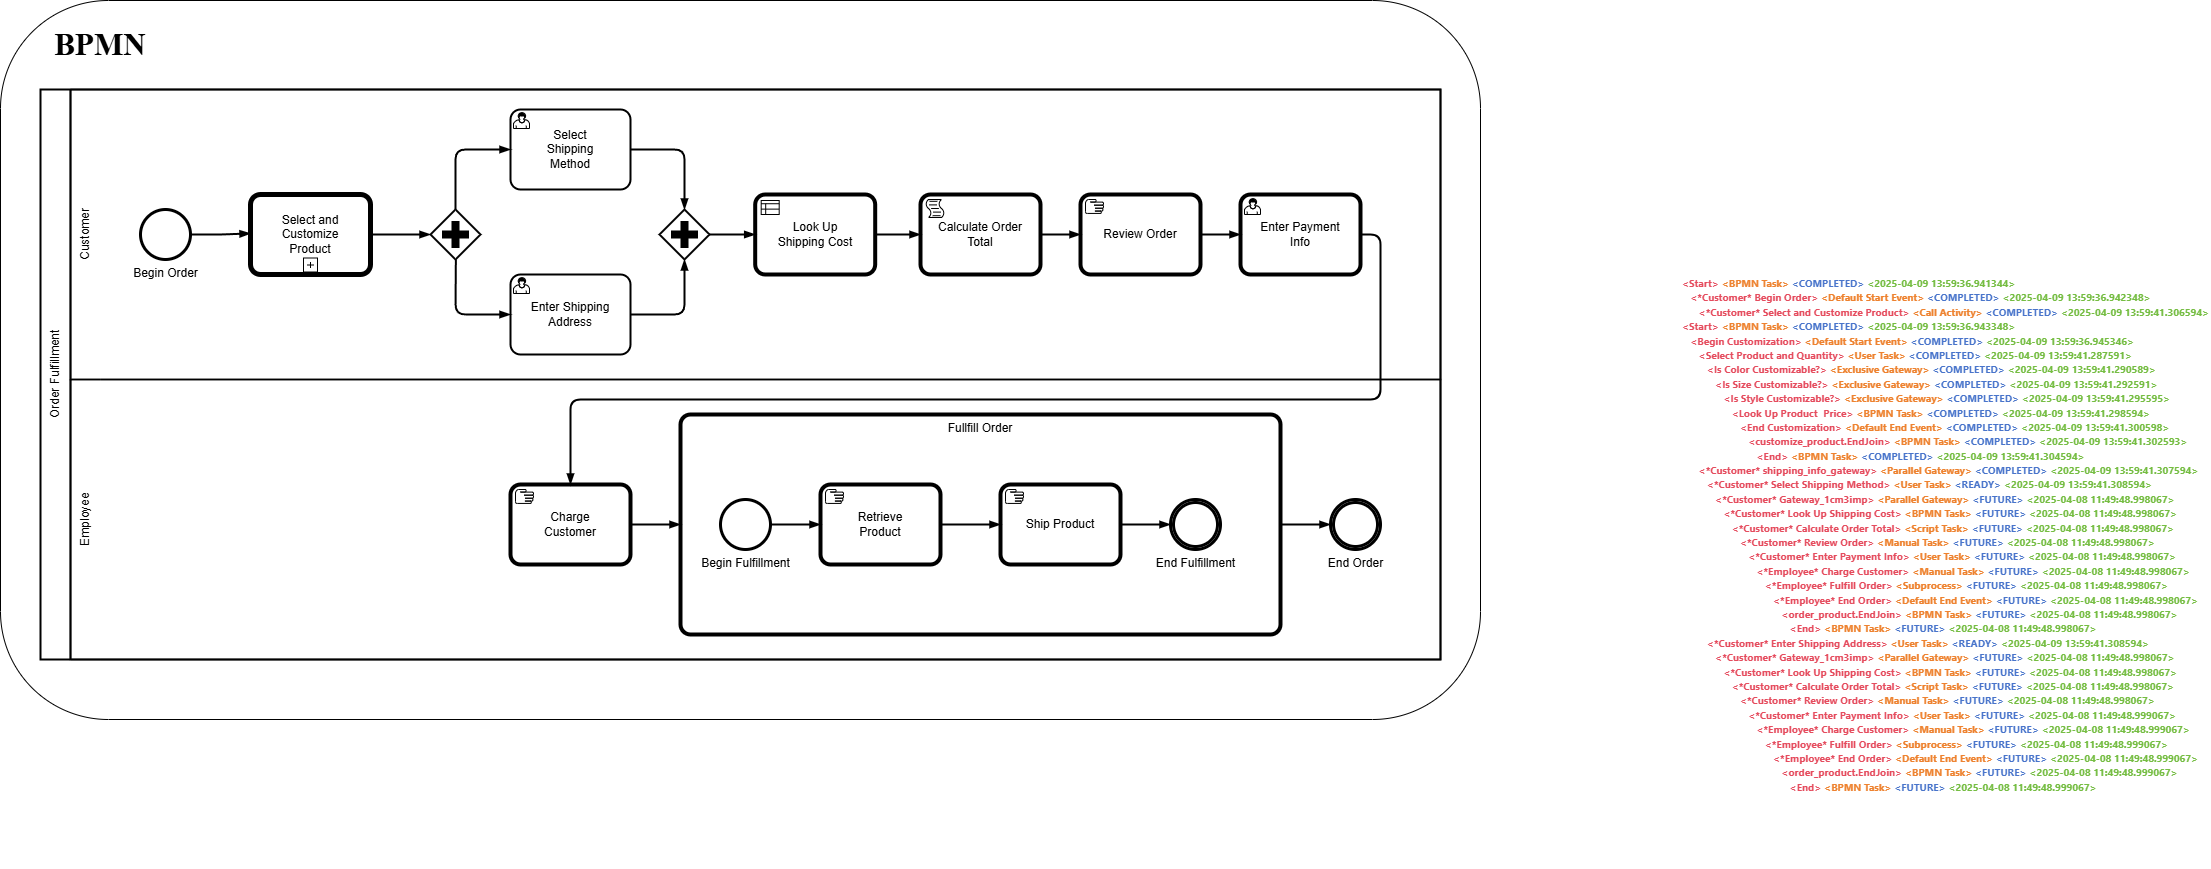 BPMN
Order Fulfillment
Customer
Begin Order
Select and
Customize
Product
Select
Shipping
Method
Enter Shipping
Address
Look Up
Shipping Cost
Calculate Order
Total
Review Order
Enter Payment
Info
Employee
Charge
Customer
Fullfill Order
Begin Fulfillment
Retrieve
Product
Ship Product
End Fulfillment
End Order
<Start> <BPMN Task> <COMPLETED> <2025-04-09 13:59:36.941344>
<*Customer* Begin Order> <Default Start Event> <COMPLETED> <2025-04-09 13:59:36.942348>
<*Customer* Select and Customize Product> <Call Activity> <COMPLETED> <2025-04-09 13:59:41.306594>
<Start> <BPMN Task> <COMPLETED> <2025-04-09 13:59:36.943348>
<Begin Customization> <Default Start Event> <COMPLETED> <2025-04-09 13:59:36.945346>
<Select Product and Quantity> <User Task> <COMPLETED> <2025-04-09 13:59:41.287591>
<Is Color Customizable?> <Exclusive Gateway> <COMPLETED> <2025-04-09 13:59:41.290589>
<Is Size Customizable?> <Exclusive Gateway> <COMPLETED> <2025-04-09 13:59:41.292591>
<Is Style Customizable?> <Exclusive Gateway> <COMPLETED> <2025-04-09 13:59:41.295595>
<Look Up Product  Price> <BPMN Task> <COMPLETED> <2025-04-09 13:59:41.298594>
<End Customization> <Default End Event> <COMPLETED> <2025-04-09 13:59:41.300598>
<customize_product.EndJoin> <BPMN Task> <COMPLETED> <2025-04-09 13:59:41.302593>
<End> <BPMN Task> <COMPLETED> <2025-04-09 13:59:41.304594>
<*Customer* shipping_info_gateway> <Parallel Gateway> <COMPLETED> <2025-04-09 13:59:41.307594>
<*Customer* Select Shipping Method> <User Task> <READY> <2025-04-09 13:59:41.308594>
<*Customer* Gateway_1cm3imp> <Parallel Gateway> <FUTURE> <2025-04-08 11:49:48.998067>
<*Customer* Look Up Shipping Cost> <BPMN Task> <FUTURE> <2025-04-08 11:49:48.998067>
<*Customer* Calculate Order Total> <Script Task> <FUTURE> <2025-04-08 11:49:48.998067>
<*Customer* Review Order> <Manual Task> <FUTURE> <2025-04-08 11:49:48.998067>
<*Customer* Enter Payment Info> <User Task> <FUTURE> <2025-04-08 11:49:48.998067>
<*Employee* Charge Customer> <Manual Task> <FUTURE> <2025-04-08 11:49:48.998067>
<*Employee* Fulfill Order> <Subprocess> <FUTURE> <2025-04-08 11:49:48.998067>
<*Employee* End Order> <Default End Event> <FUTURE> <2025-04-08 11:49:48.998067>
<order_product.EndJoin> <BPMN Task> <FUTURE> <2025-04-08 11:49:48.998067>
<End> <BPMN Task> <FUTURE> <2025-04-08 11:49:48.998067>
<*Customer* Enter Shipping Address> <User Task> <READY> <2025-04-09 13:59:41.308594>
<*Customer* Gateway_1cm3imp> <Parallel Gateway> <FUTURE> <2025-04-08 11:49:48.998067>
<*Customer* Look Up Shipping Cost> <BPMN Task> <FUTURE> <2025-04-08 11:49:48.998067>
<*Customer* Calculate Order Total> <Script Task> <FUTURE> <2025-04-08 11:49:48.998067>
<*Customer* Review Order> <Manual Task> <FUTURE> <2025-04-08 11:49:48.998067>
<*Customer* Enter Payment Info> <User Task> <FUTURE> <2025-04-08 11:49:48.999067>
<*Employee* Charge Customer> <Manual Task> <FUTURE> <2025-04-08 11:49:48.999067>
<*Employee* Fulfill Order> <Subprocess> <FUTURE> <2025-04-08 11:49:48.999067>
<*Employee* End Order> <Default End Event> <FUTURE> <2025-04-08 11:49:48.999067>
<order_product.EndJoin> <BPMN Task> <FUTURE> <2025-04-08 11:49:48.999067>
<End> <BPMN Task> <FUTURE> <2025-04-08 11:49:48.999067>